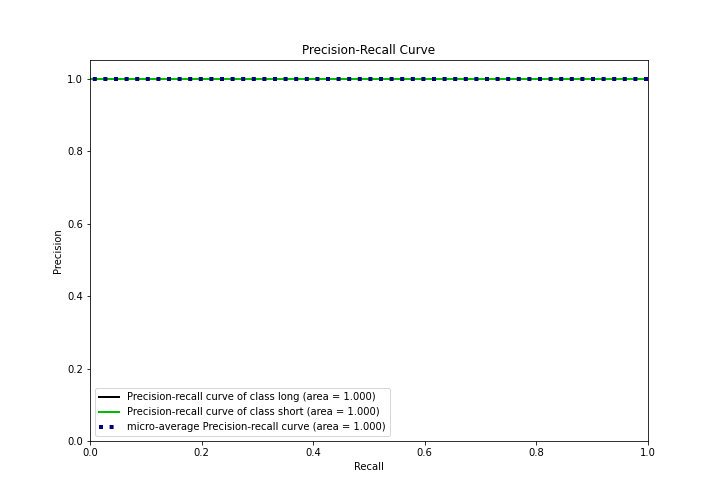 Precision-Recall Curve
1.0
0.8
0.6
0.4
0.2
0.0
Precision
Precision-recall curve of class long (area = 1.000)
Precision-recall curve of class short (area = 1.000)
micro-average Precision-recall curve (area = 1.000)
0.0 0.2 0.4 0.6 0.8 1.0
Recall